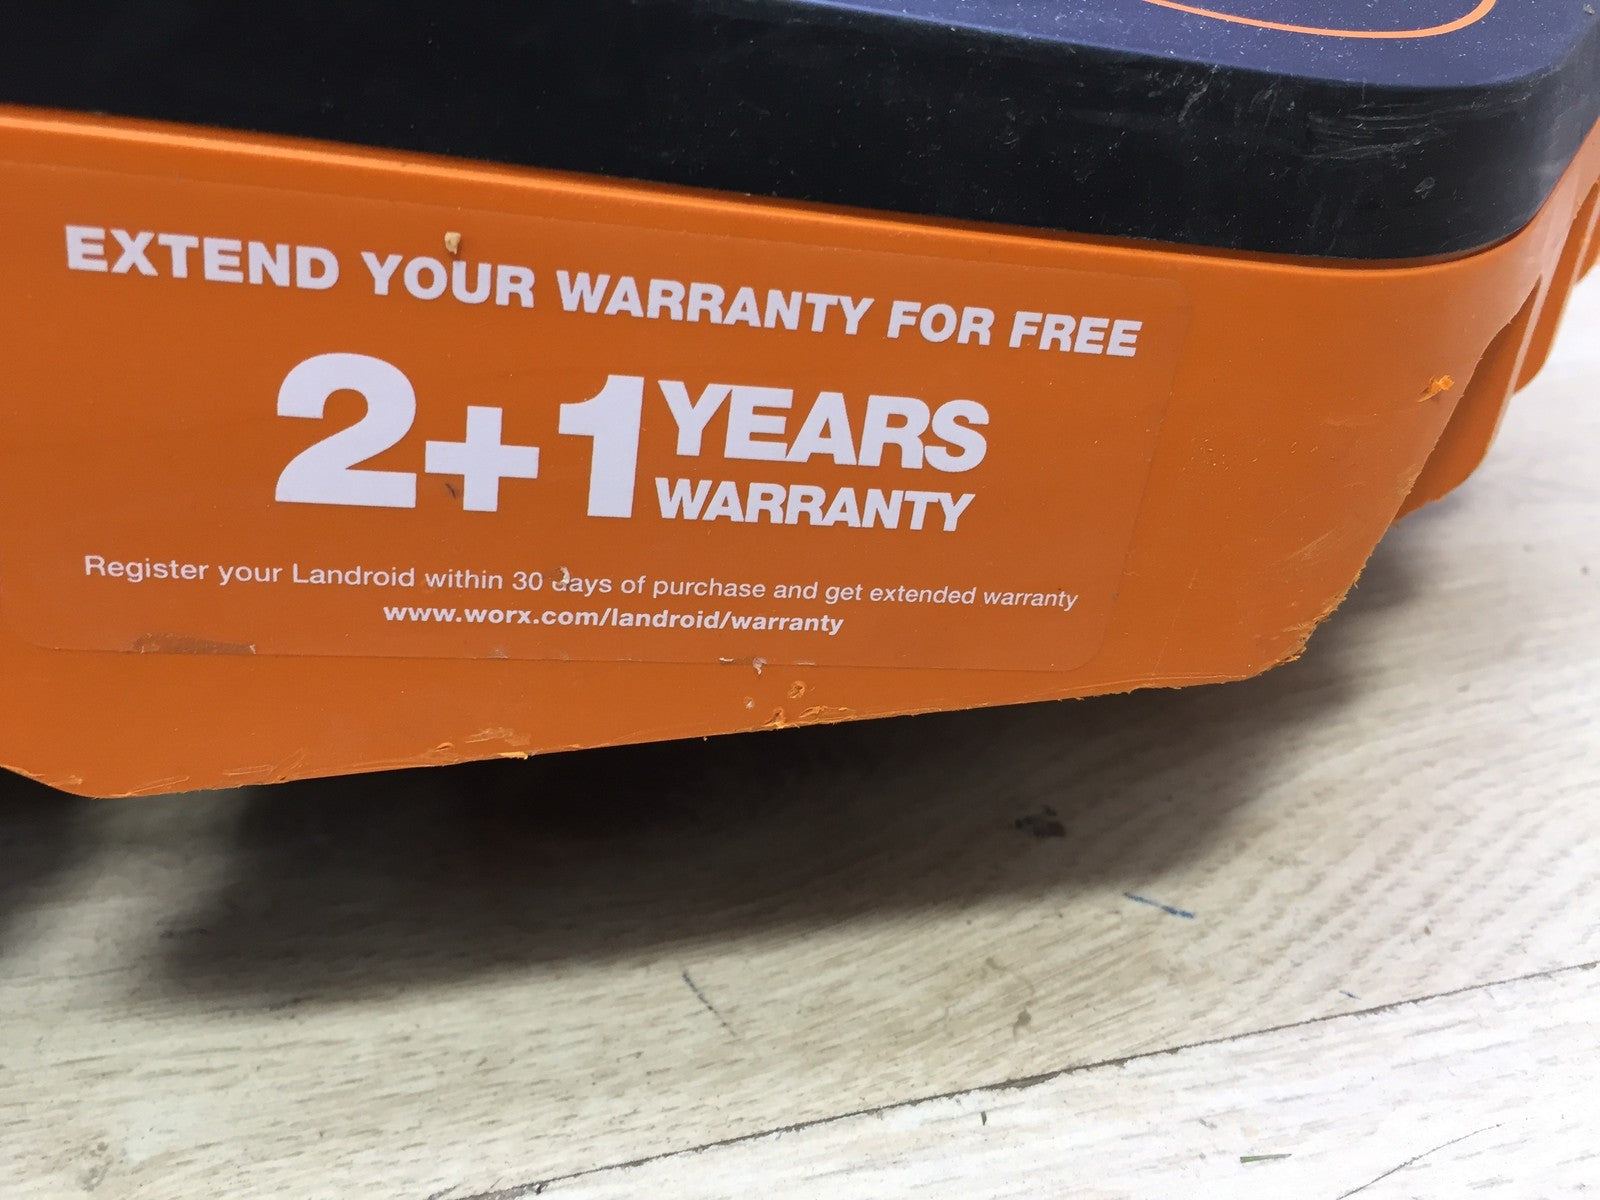 EXTEND YOUR WARRANTY FOR FREE
2+1 YEARS
WARRANTY
Register your Landroid within 30 days of purchase and get extended warranty
www.worx.com/landroid/warranty